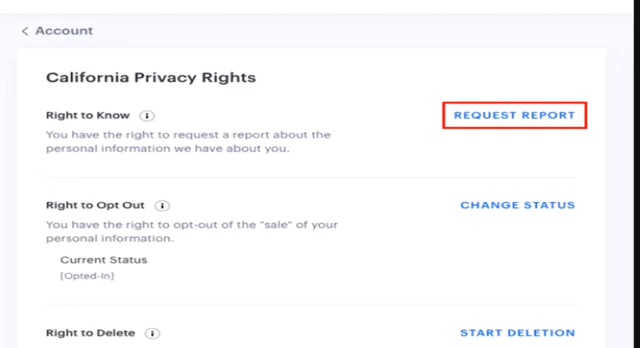 < Account
California Privacy Rights
Right to Know i
REQUEST REPORT
You have the right to request a report about the
personal information we have about you.
Right to Opt Out i
CHANGE STATUS
You have the right to opt-out of the "sale" of your
personal information.
Current Status
[Opted-In]
Right to Delete i
START DELETION